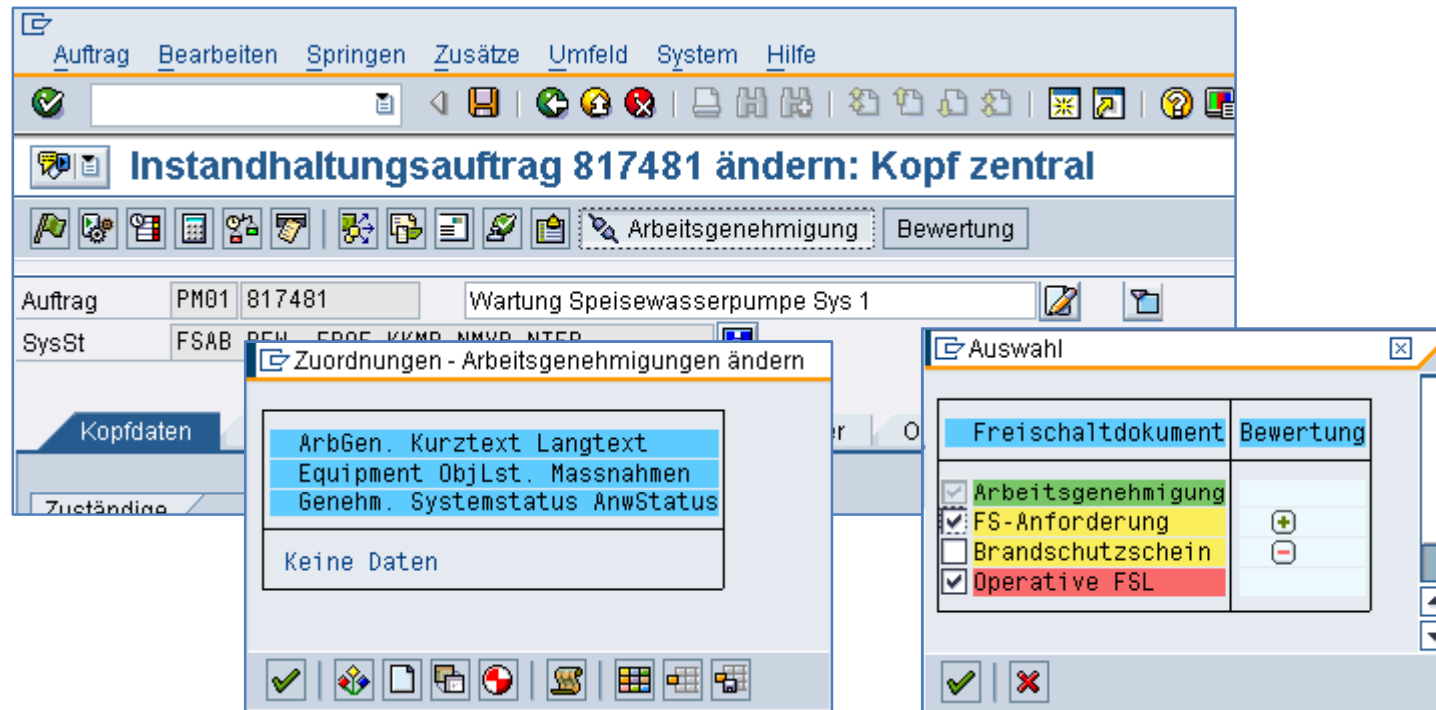 Auftrag Bearbeiten Springen Zusätze Umfeld System Hilfe
Instandhaltungsauftrag 817481 ändern: Kopf zentral
Arbeitsgenehmigung Bewertung
Auftrag PM01 817481 Wartung Speisewasserpumpe Sys 1
SysSt FSAB
Kopfdaten
Zuständige
Zuordnungen - Arbeitsgenehmigungen ändern
ArbGen. Kurztext Langtext
Equipment ObjLst. Massnahmen
Genehm. Systemstatus AnwStatus
Keine Daten
Auswahl
Freischaltdokument Bewertung
Arbeitsgenehmigung
FS-Anforderung
Brandschutzschein
Operative FSL